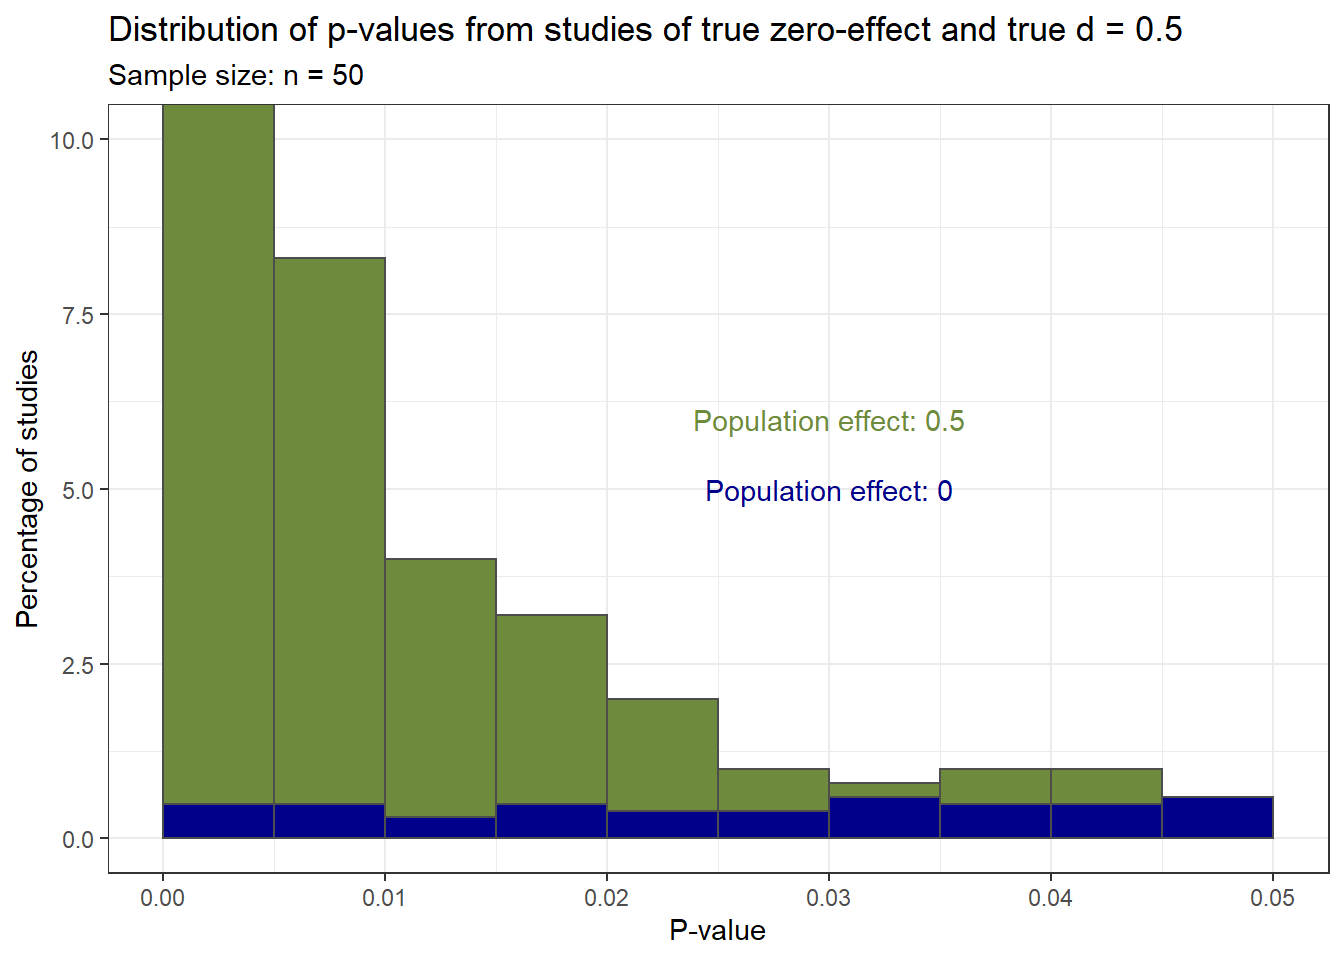 Distribution of p-values from studies of true zero-effect and true d = 0.5
Sample size: n = 50
Percentage of studies
10.0
7.5
5.0
2.5
0.0
Population effect: 0.5
Population effect: 0
0.00 0.01 0.02 0.03 0.04 0.05
P-value